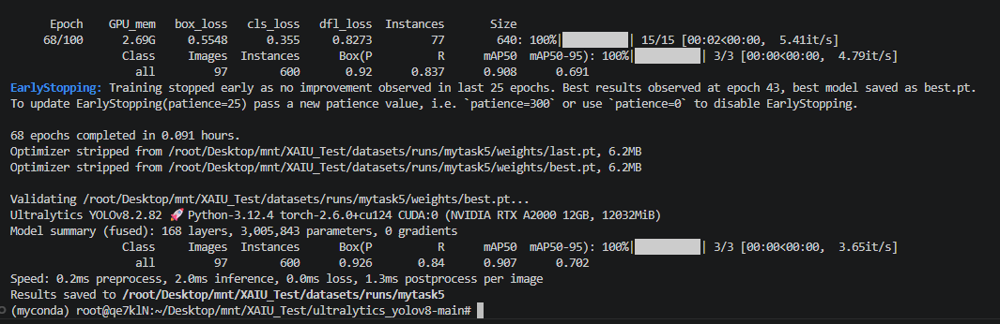 Epoch GPU_mem box_loss cls_loss dfl_loss Instances Size
68/100 2.69G 0.5548 0.355 0.8273 77 640: 100%|██████████| 15/15 [00:02<00:00, 5.41it/s]
Class Images Instances Box(P R mAP50 mAP50-95): 100%|██████████| 3/3 [00:00<00:00, 4.79it/s]
all 97 600 0.92 0.837 0.908 0.691
EarlyStopping: Training stopped early as no improvement observed in last 25 epochs. Best results observed at epoch 43, best model saved as best.pt.
To update EarlyStopping(patience=25) pass a new patience value, i.e. `patience=300` or use `patience=0` to disable EarlyStopping.
68 epochs completed in 0.091 hours.
Optimizer stripped from /root/Desktop/mnt/XAIU_Test/datasets/runs/mytask5/weights/last.pt, 6.2MB
Optimizer stripped from /root/Desktop/mnt/XAIU_Test/datasets/runs/mytask5/weights/best.pt, 6.2MB
Validating /root/Desktop/mnt/XAIU_Test/datasets/runs/mytask5/weights/best.pt...
Ultralytics YOLOv8.2.82 🚀 Python-3.12.4 torch-2.6.0+cu124 CUDA:0 (NVIDIA RTX A2000 12GB, 12032MiB)
Model summary (fused): 168 layers, 3,005,843 parameters, 0 gradients
Class Images Instances Box(P R mAP50 mAP50-95): 100%|██████████| 3/3 [00:00<00:00, 3.65it/s]
all 97 600 0.926 0.84 0.907 0.702
Speed: 0.2ms preprocess, 2.0ms inference, 0.0ms loss, 1.3ms postprocess per image
Results saved to /root/Desktop/mnt/XAIU_Test/datasets/runs/mytask5
(myconda) root@qe7klN:~/Desktop/mnt/XAIU_Test/ultralytics_yolov8-main#